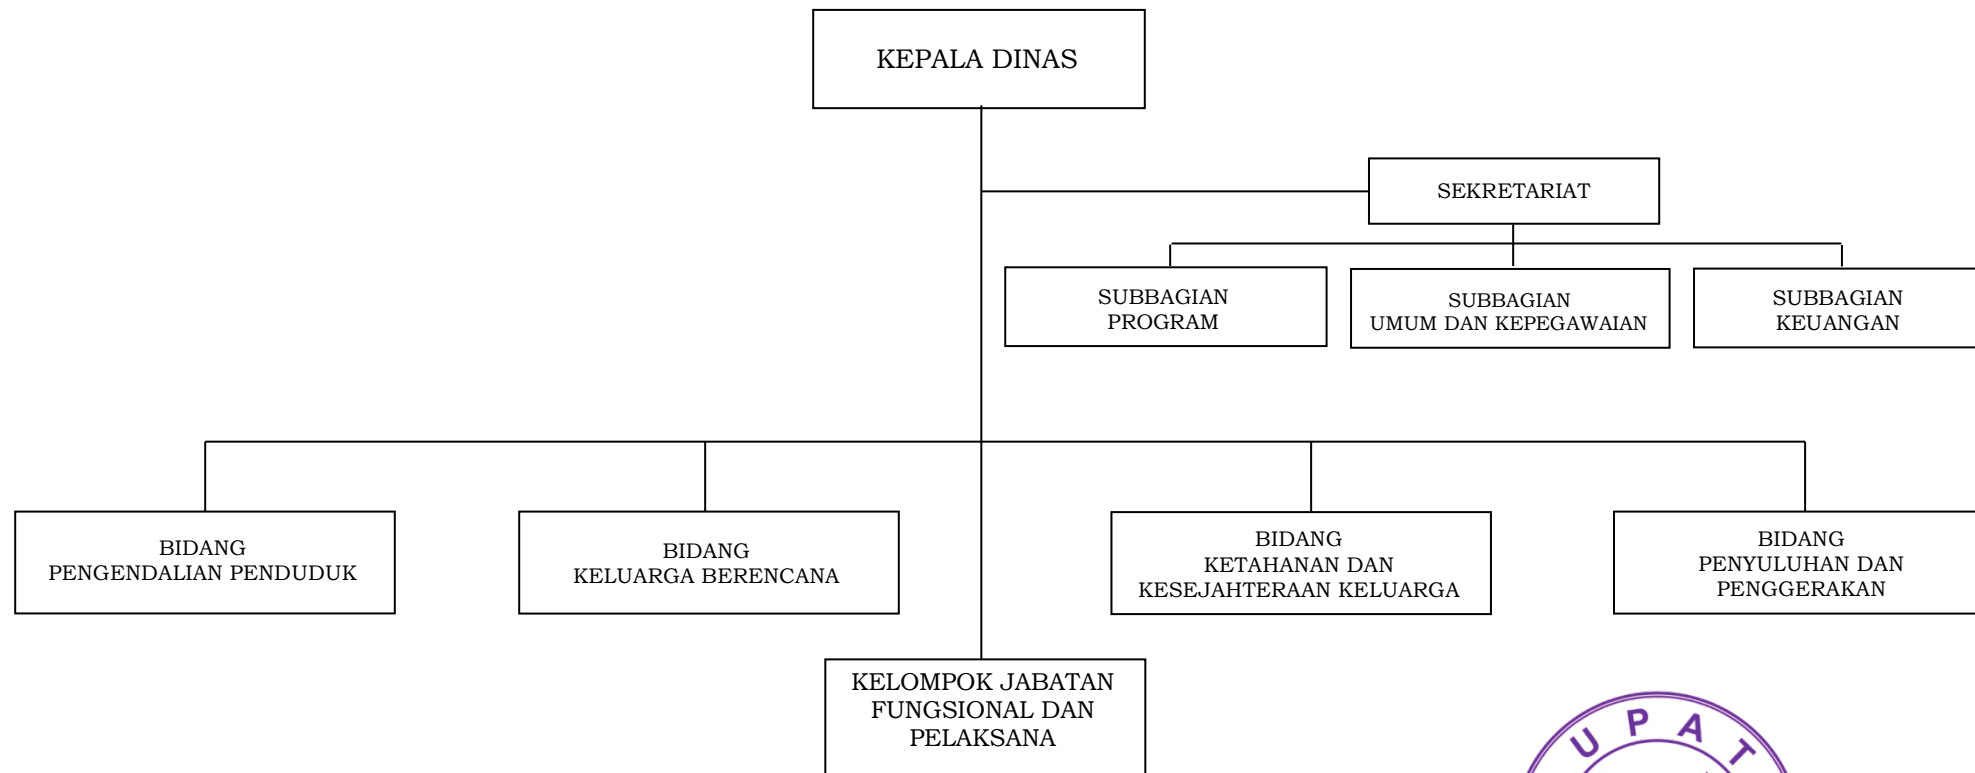 KEPALA DINAS
SEKRETARIAT
SUBBAGIAN
PROGRAM
SUBBAGIAN
UMUM DAN KEPEGAWAIAN
SUBBAGIAN
KEUANGAN
BIDANG
PENGENDALIAN PENDUDUK
BIDANG
KELUARGA BERENCANA
BIDANG
KETAHANAN DAN
KESEJAHTERAAN KELUARGA
BIDANG
PENYULUHAN DAN
PENGGERAKAN
KELOMPOK JABATAN
FUNGSIONAL DAN
PELAKSANA
UPAT